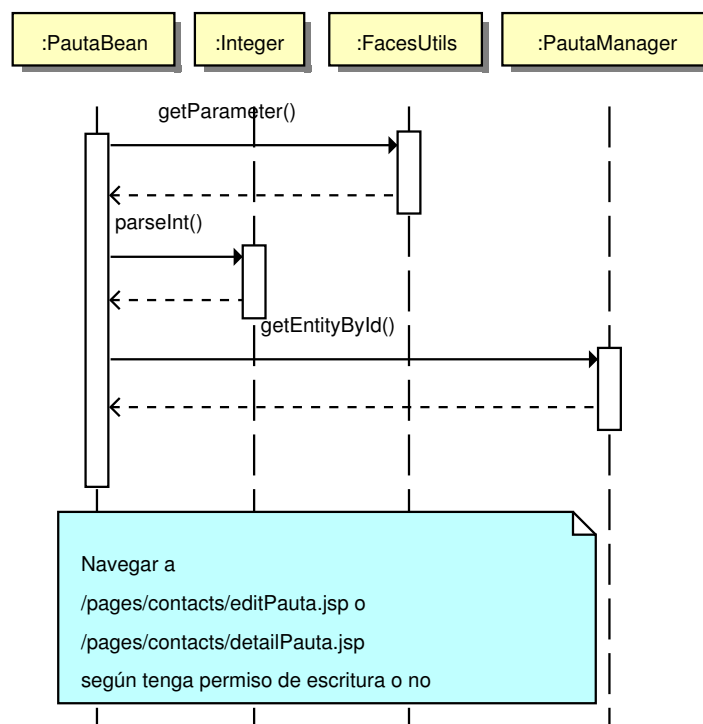 :PautaBean
:Integer
:FacesUtils
:PautaManager
getParameter()
parseInt()
getEntityById()
Navegar a
/pages/contacts/editPauta.jsp o
/pages/contacts/detailPauta.jsp
según tenga permiso de escritura o no